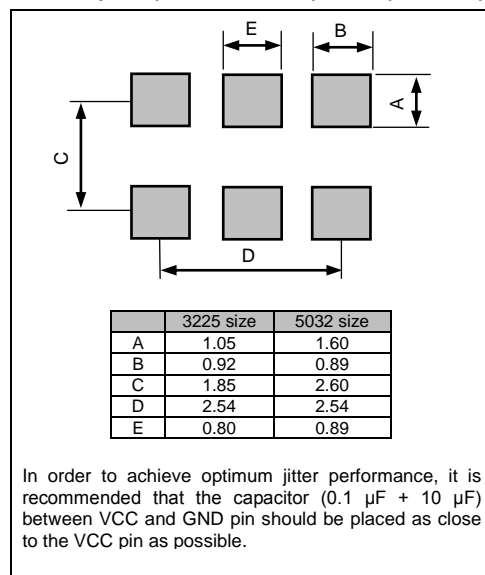 E
B
A
C
D
3225 size 5032 size
A 1.05 1.60
B 0.92 0.89
C 1.85 2.60
D 2.54 2.54
E 0.80 0.89
In order to achieve optimum jitter performance, it is
recommended that the capacitor (0.1 µF + 10 µF)
between VCC and GND pin should be placed as close
to the VCC pin as possible.